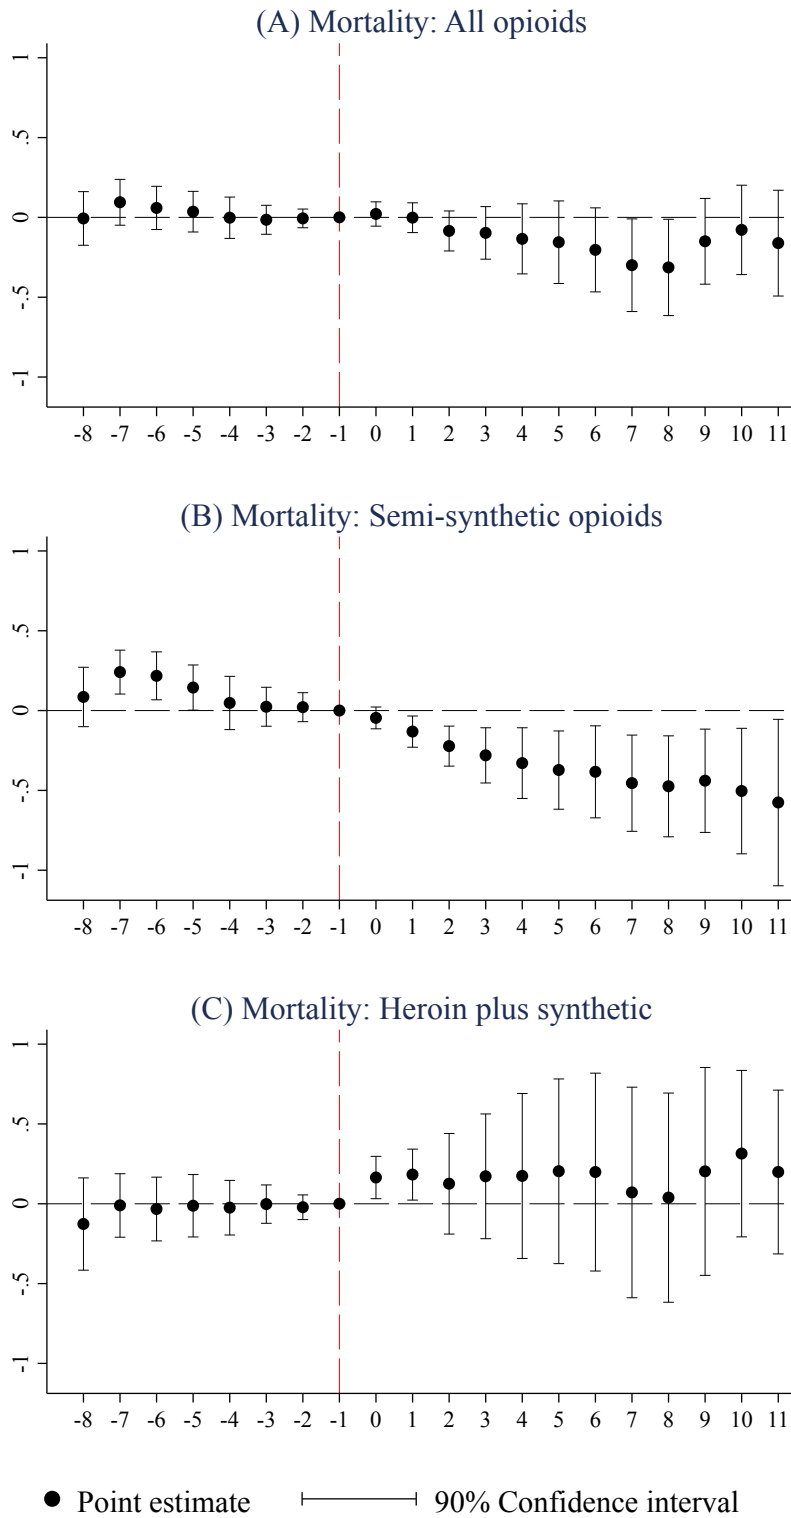 (A) Mortality: All opioids
1
.5
0
-.5
-1
-8 -7 -6 -5 -4 -3 -2 -1 0 1 2 3 4 5 6 7 8 9 10 11
(B) Mortality: Semi-synthetic opioids
1
.5
0
-.5
-1
-8 -7 -6 -5 -4 -3 -2 -1 0 1 2 3 4 5 6 7 8 9 10 11
(C) Mortality: Heroin plus synthetic
1
.5
0
-.5
-1
-8 -7 -6 -5 -4 -3 -2 -1 0 1 2 3 4 5 6 7 8 9 10 11
Point estimate 90% Confidence interval